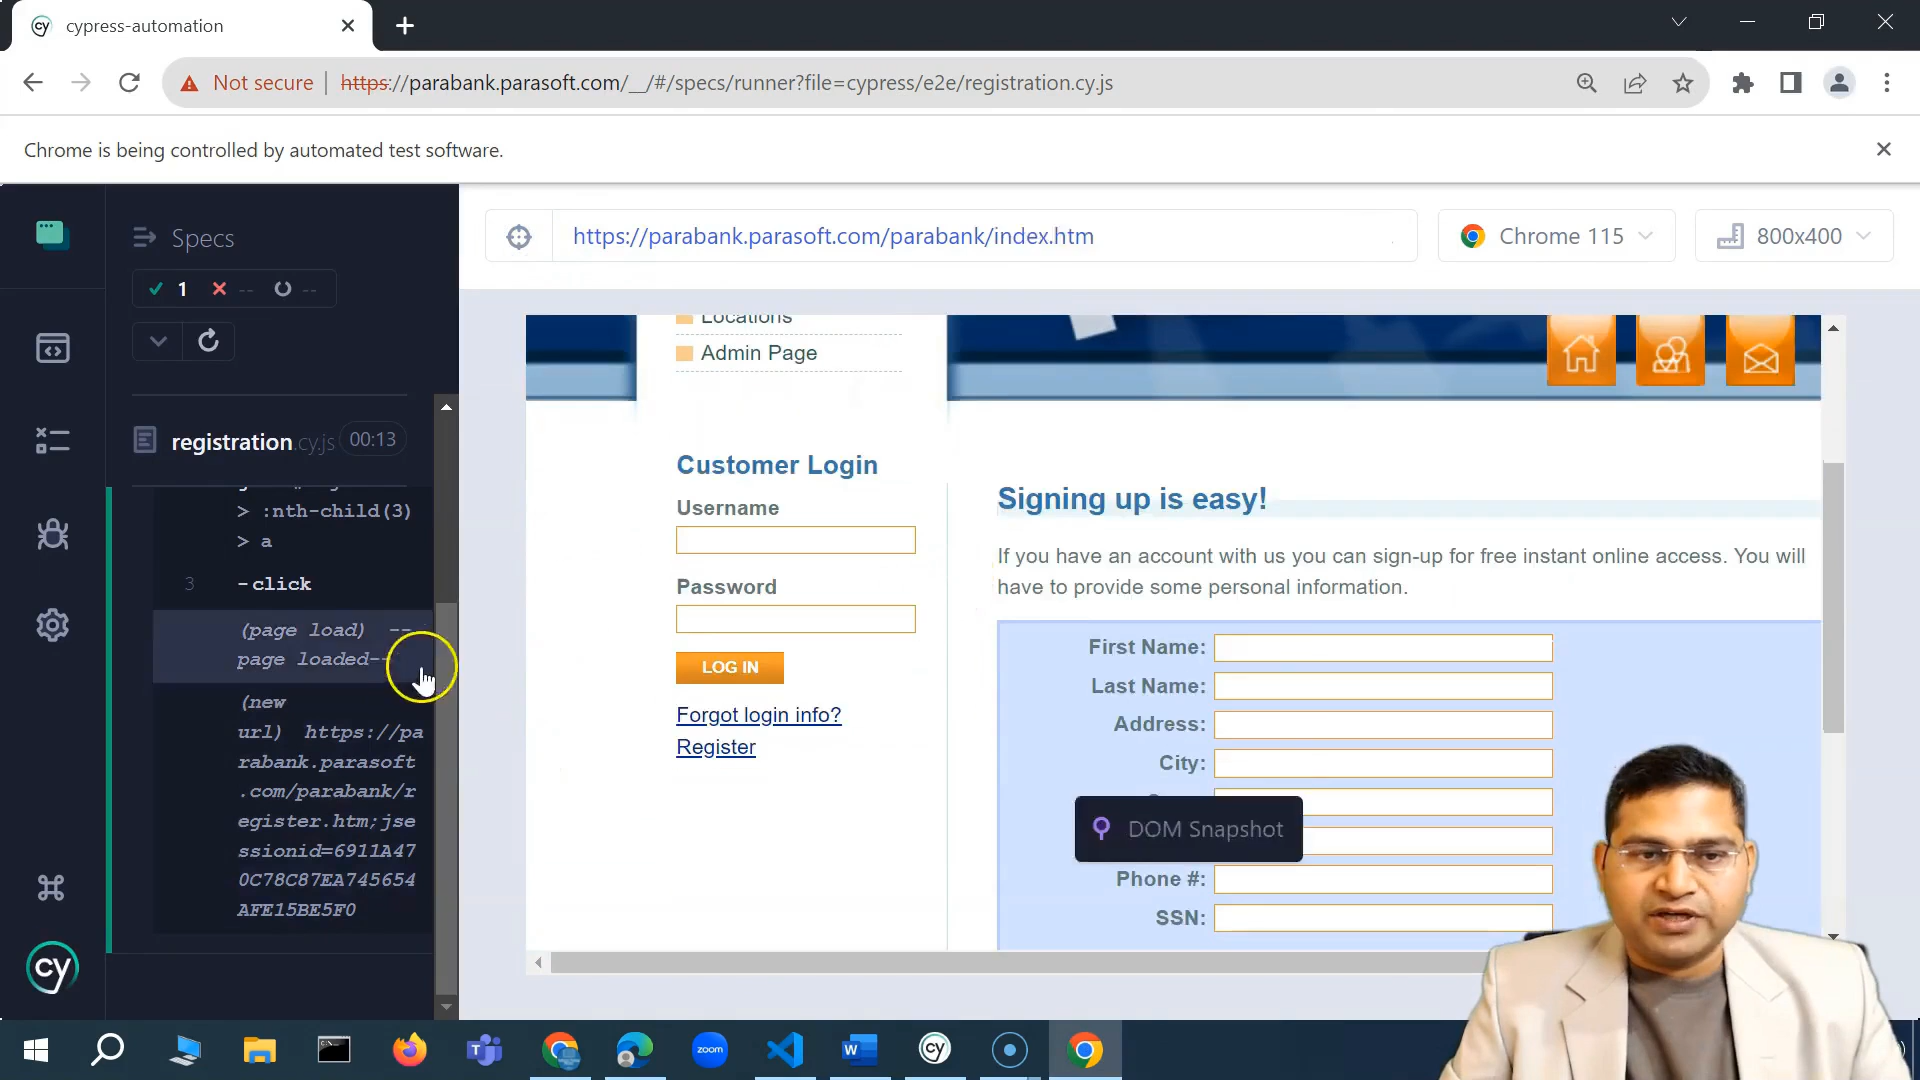 cypress-automation
Not secure
https://parabank.parasoft.com/__/#/specs/runner?file=cypress/e2e/registration.cy.js
Chrome is being controlled by automated test software.
Specs
1 -- --
registration.cy.js 00:13
> :nth-child(3)
> a
3 -click
(page load) --
page loaded--
(new
url) https://pa
rabank.parasoft
.com/parabank/r
egister.htm;jse
ssionid=6911A47
0C78C87EA745654
AFE15BE5F0
https://parabank.parasoft.com/parabank/index.htm
Chrome 115
800x400
Locations
Admin Page
Customer Login
Username
Password
LOG IN
Forgot login info?
Register
Signing up is easy!
If you have an account with us you can sign-up for free instant online access. You will
have to provide some personal information.
First Name:
Last Name:
Address:
City:
DOM Snapshot
Phone #:
SSN:
cy
zoom